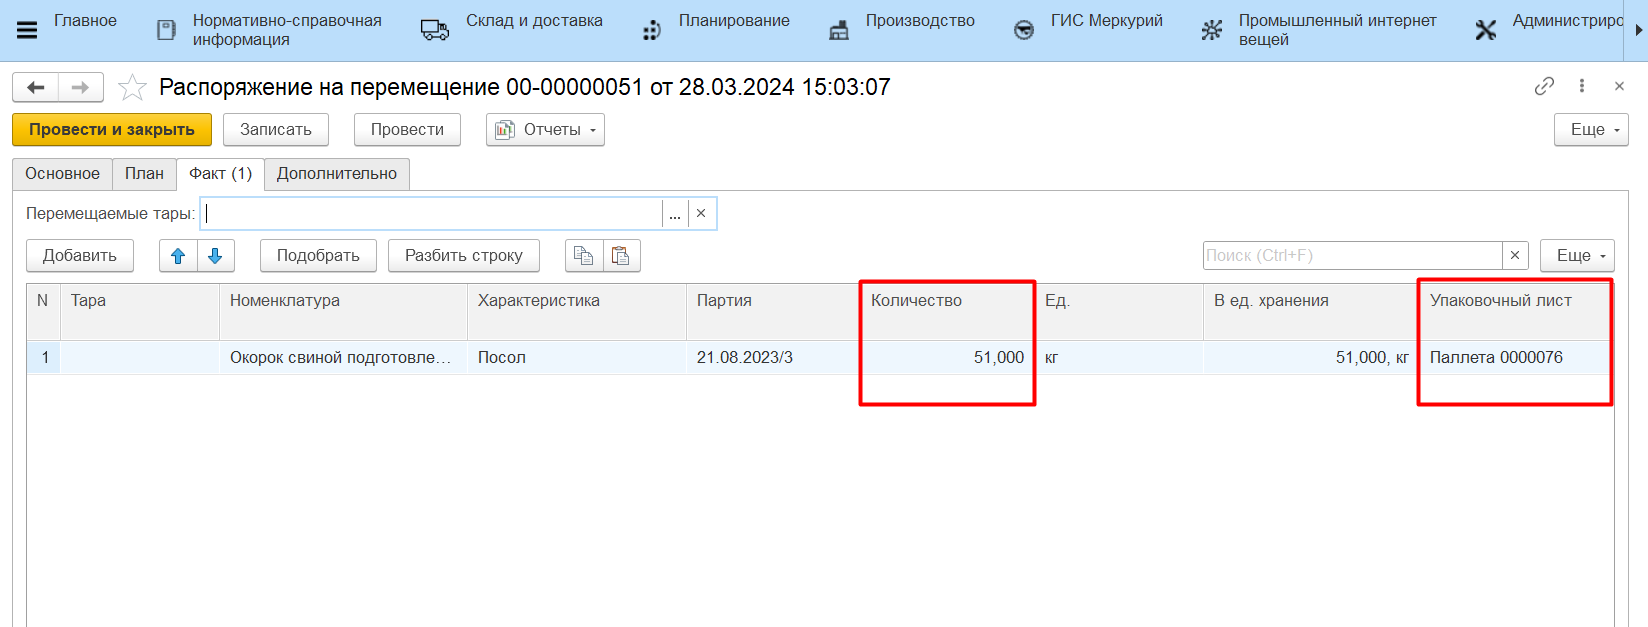 Главное
Нормативно-справочная
информация
Склад и доставка
Планирование
Производство
ГИС Меркурий
Промышленный интернет
вещей
Администриро
Распоряжение на перемещение 00-00000051 от 28.03.2024 15:03:07
Провести и закрыть
Записать
Провести
Отчеты
Еще
Основное
План
Факт (1)
Дополнительно
Перемещаемые тары:
...
Добавить
Подобрать
Разбить строку
Поиск (Ctrl+F)
Еще
N Тара Номенклатура Характеристика Партия Количество Ед. В ед. хранения Упаковочный лист
1 Окорок свиной подготовле... Посол 21.08.2023/3 51,000 кг 51,000, кг Паллета 0000076